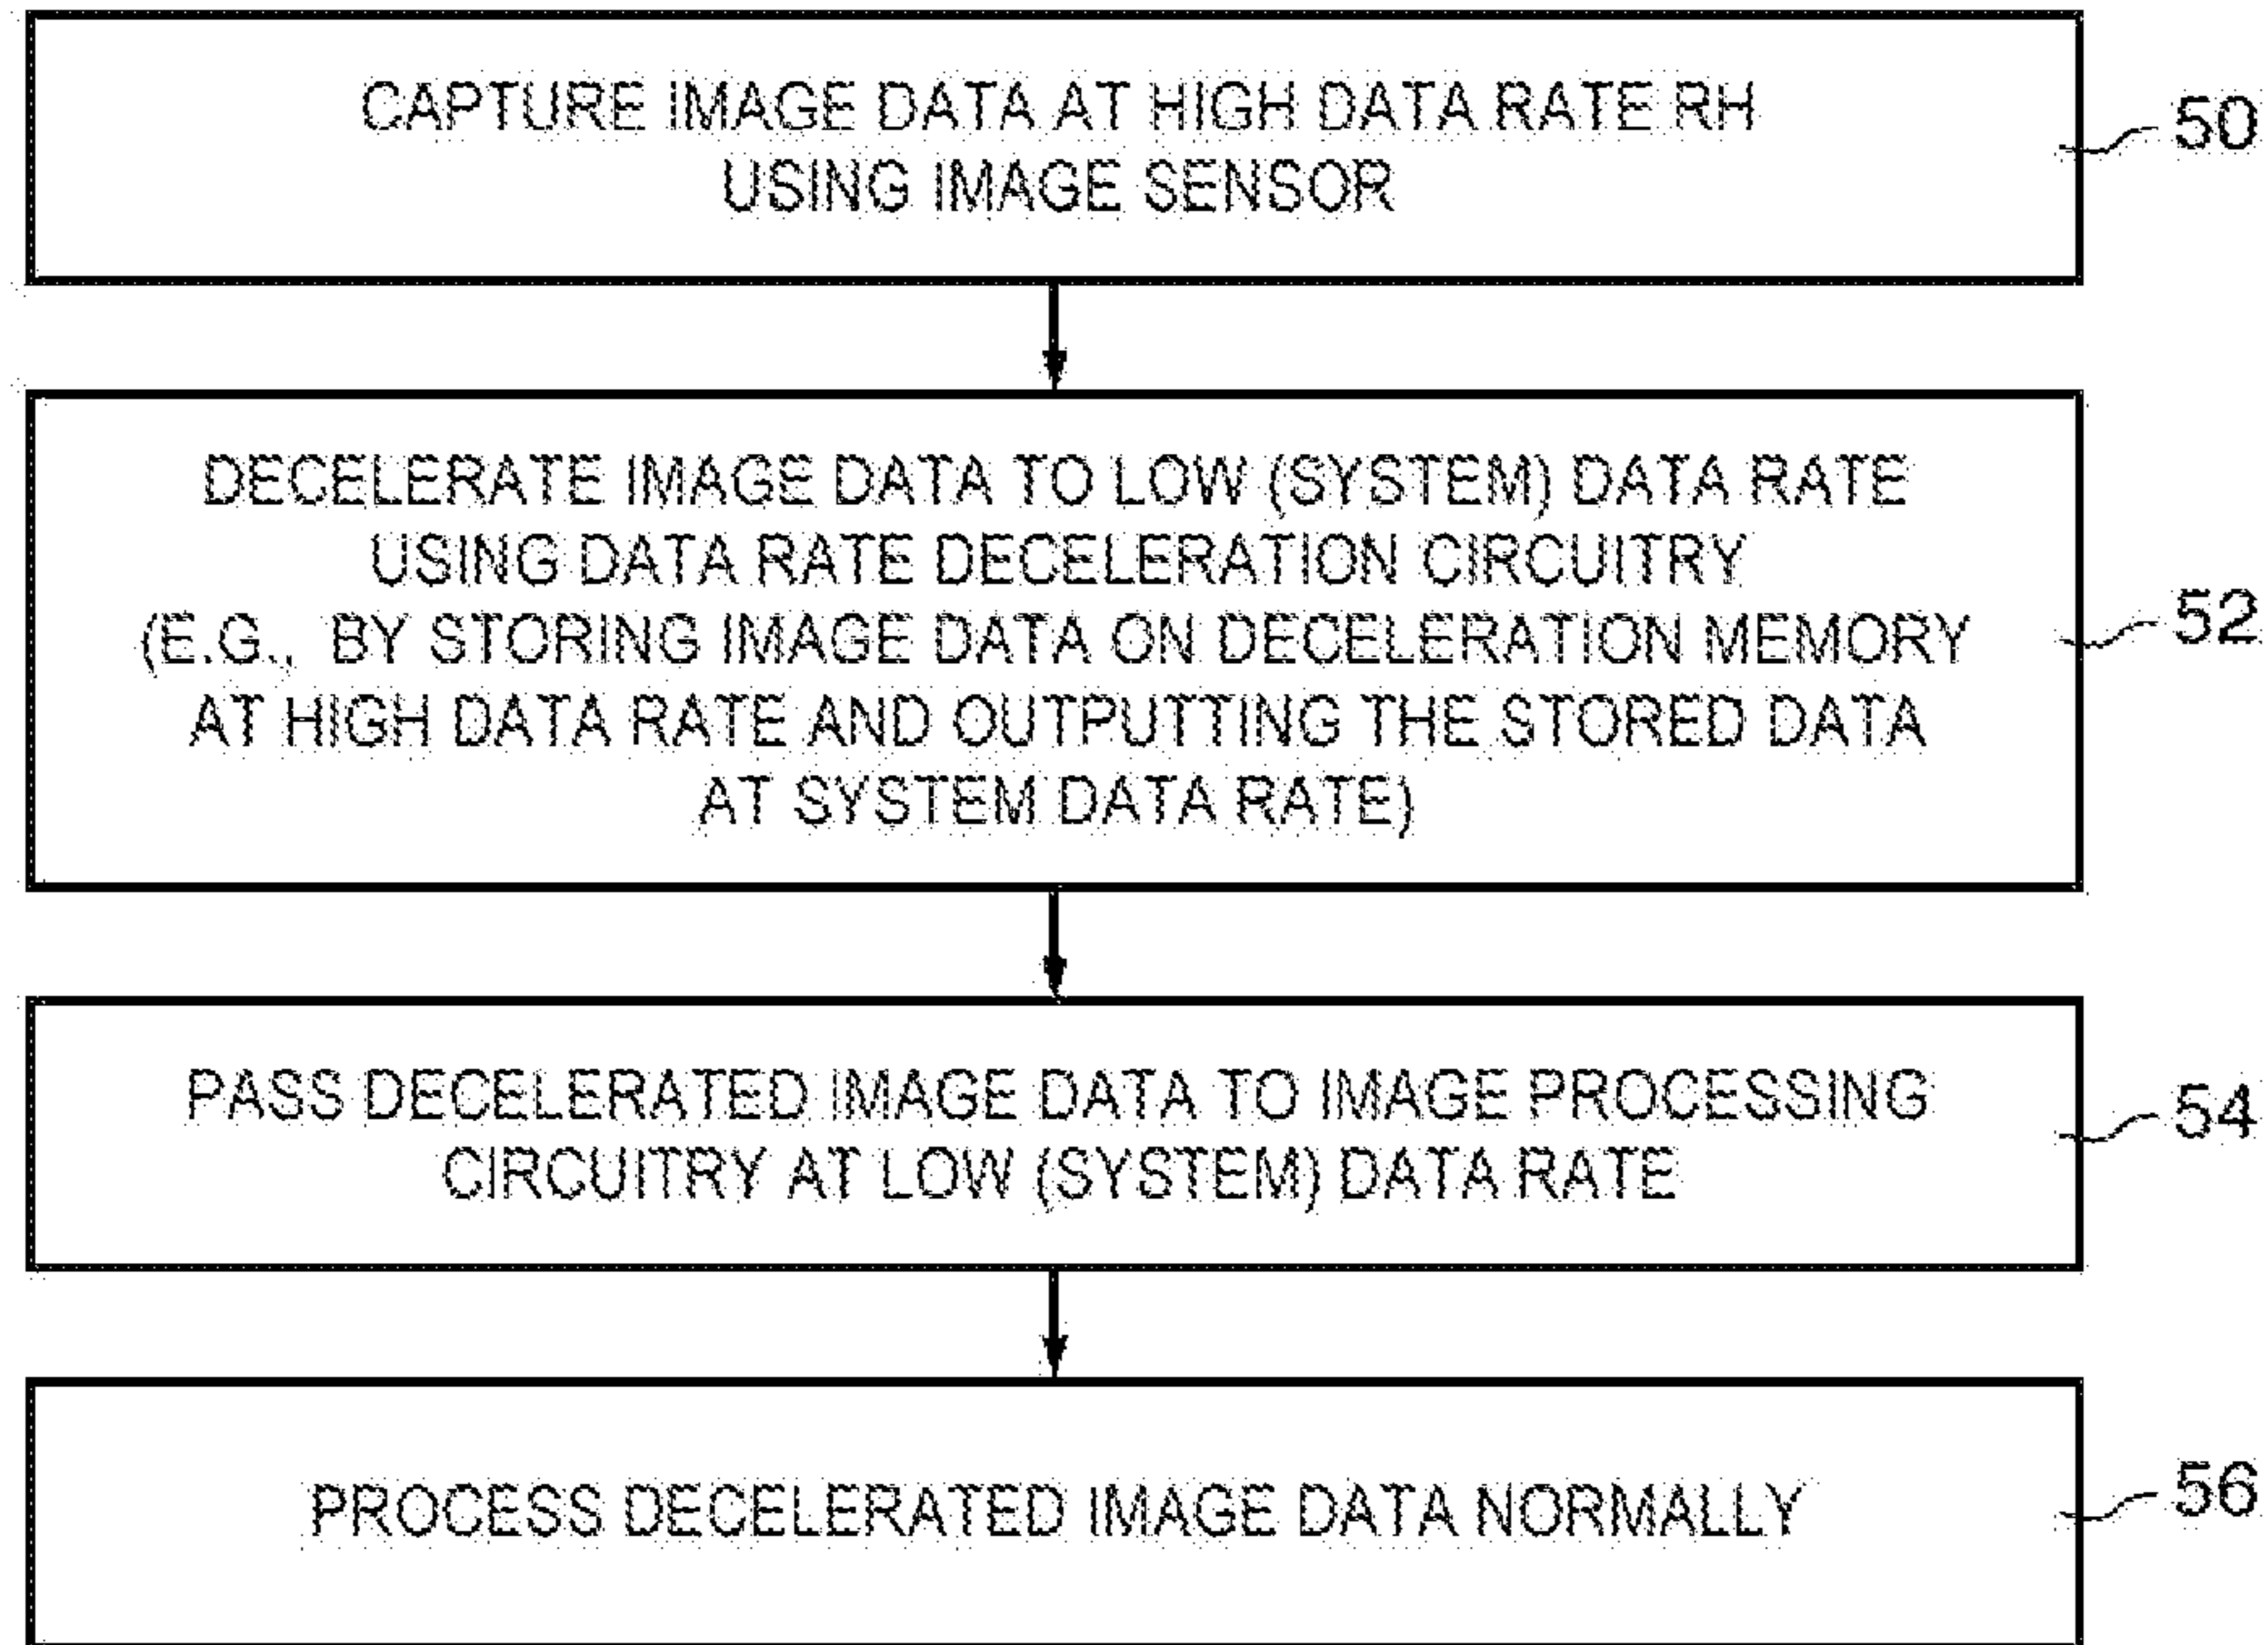 CAPTURE IMAGE DATA AT HIGH DATA RATE RH
USING IMAGE SENSOR
50
DECELERATE IMAGE DATA TO LOW (SYSTEM) DATA RATE
USING DATA RATE DECELERATION CIRCUITRY
(E.G., BY STORING IMAGE DATA ON DECELERATION MEMORY
AT HIGH DATA RATE AND OUTPUTTING THE STORED DATA
AT SYSTEM DATA RATE)
52
PASS DECELERATED IMAGE DATA TO IMAGE PROCESSING
CIRCUITRY AT LOW (SYSTEM) DATA RATE
54
PROCESS DECELERATED IMAGE DATA NORMALLY
56